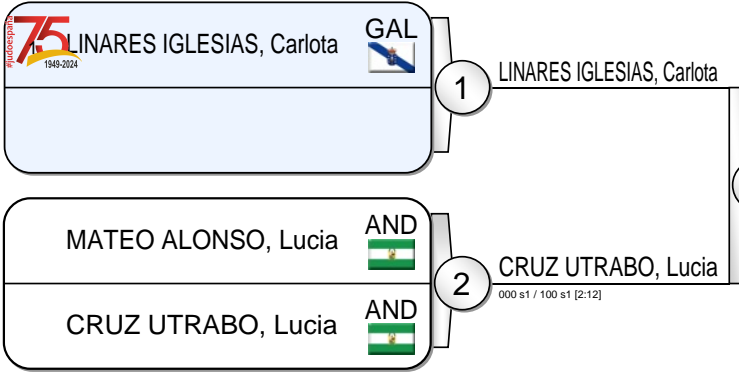 #judoespaña
75
1949-2024
LINARES IGLESIAS, Carlota
GAL
1
LINARES IGLESIAS, Carlota
MATEO ALONSO, Lucia
AND
2
CRUZ UTRABO, Lucia
000 s1 / 100 s1 [2:12]
CRUZ UTRABO, Lucia
AND